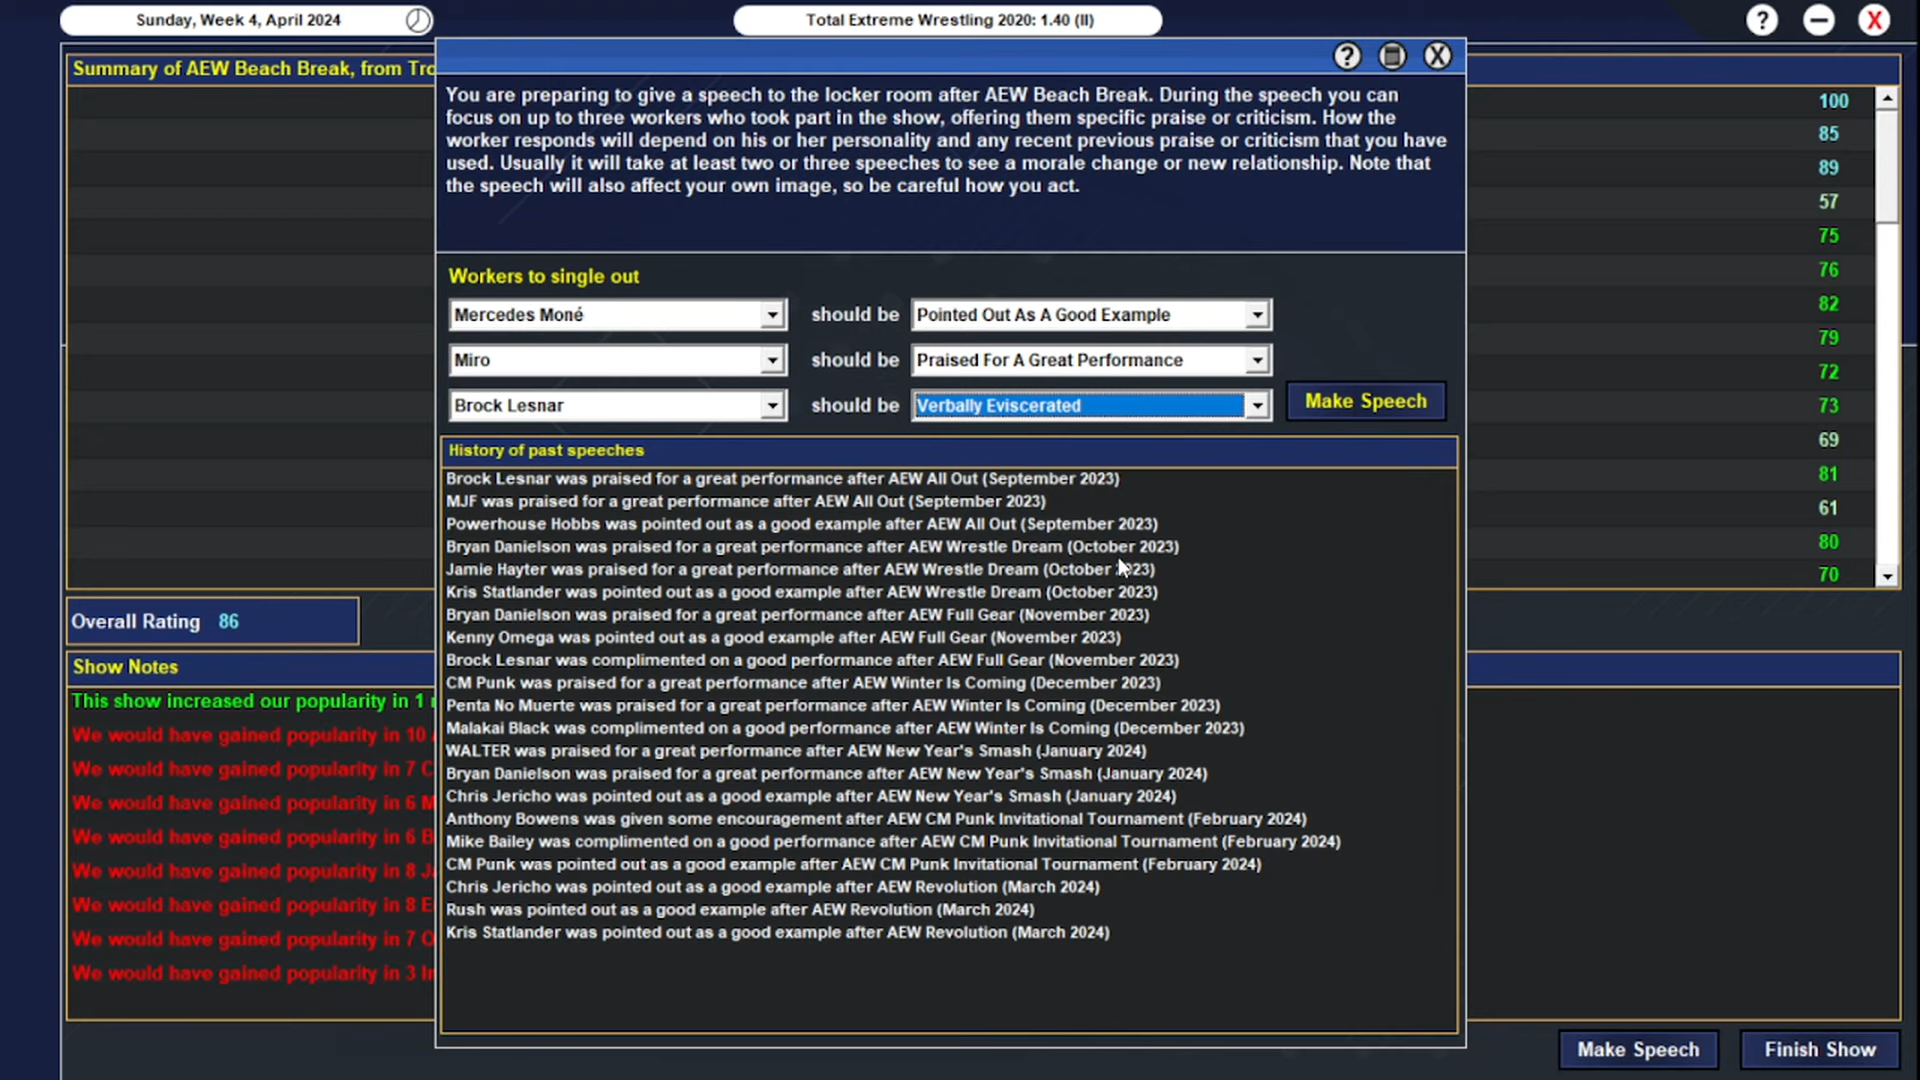 Sunday, Week 4, April 2024
Total Extreme Wrestling 2020: 1.40 (II)
?
X
Summary of AEW Beach Break, from
?
X
You are preparing to give a speech to the locker room after AEW Beach Break. During the speech you can
focus on up to three workers who took part in the show, offering them specific praise or criticism. How the
worker responds will depend on his or her personality and any recent previous praise or criticism that you have
used. Usually it will take at least two or three speeches to see a morale change or new relationship. Note that
the speech will also affect your own image, so be careful how you act.
100
85
89
57
75
76
82
79
72
73
69
81
61
80
70
Workers to single out
Mercedes Moné should be Pointed Out As A Good Example
Miro should be Praised For A Great Performance
Brock Lesnar should be Verbally Eviscerated
Make Speech
History of past speeches
Brock Lesnar was praised for a great performance after AEW All Out (September 2023)
MJF was praised for a great performance after AEW All Out (September 2023)
Powerhouse Hobbs was pointed out as a good example after AEW All Out (September 2023)
Bryan Danielson was praised for a great performance after AEW Wrestle Dream (October 2023)
Jamie Hayter was praised for a great performance after AEW Wrestle Dream (October 2023)
Kris Statlander was pointed out as a good example after AEW Wrestle Dream (October 2023)
Bryan Danielson was praised for a great performance after AEW Full Gear (November 2023)
Kenny Omega was pointed out as a good example after AEW Full Gear (November 2023)
Brock Lesnar was complimented on a good performance after AEW Full Gear (November 2023)
CM Punk was praised for a great performance after AEW Winter Is Coming (December 2023)
Penta No Muerte was praised for a great performance after AEW Winter Is Coming (December 2023)
Malakai Black was complimented on a good performance after AEW Winter Is Coming (December 2023)
WALTER was praised for a great performance after AEW New Year's Smash (January 2024)
Bryan Danielson was praised for a great performance after AEW New Year's Smash (January 2024)
Chris Jericho was pointed out as a good example after AEW New Year's Smash (January 2024)
Anthony Bowens was given some encouragement after AEW CM Punk Invitational Tournament (February 2024)
Mike Bailey was complimented on a good performance after AEW CM Punk Invitational Tournament (February 2024)
CM Punk was pointed out as a good example after AEW CM Punk Invitational Tournament (February 2024)
Chris Jericho was pointed out as a good example after AEW Revolution (March 2024)
Rush was pointed out as a good example after AEW Revolution (March 2024)
Kris Statlander was pointed out as a good example after AEW Revolution (March 2024)
Overall Rating 86
Show Notes
This show increased our popularity in 1
We would have gained popularity in 10
We would have gained popularity in 7
We would have gained popularity in 6
We would have gained popularity in 6
We would have gained popularity in 8
We would have gained popularity in 8
We would have gained popularity in 7
We would have gained popularity in 3
Make Speech
Finish Show